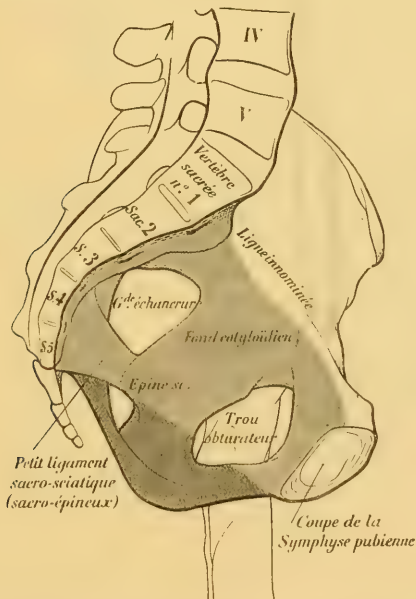 IV
V
Vertèbre
sacrée
n.º 1
Sac. 2
S. 3
S.4
S5
Ligne innominée
Gde échancrure
Fond cotyloïdien
Epine sc.
Trou
obturateur
Petit ligament
sacro-sciatique
(sacro-épineux)
Coupe de la
Symphyse pubienne